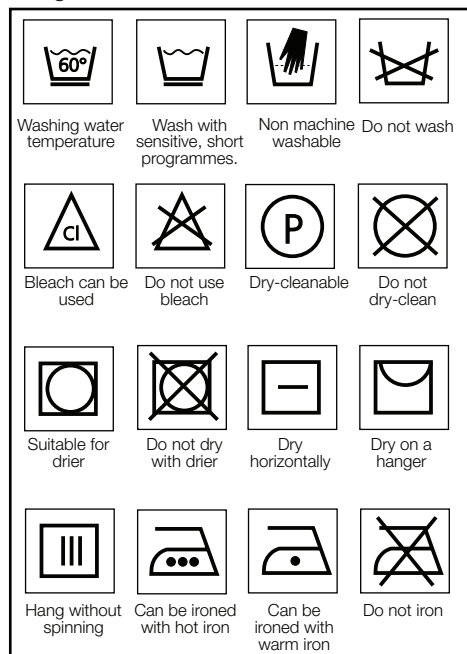 60°
Washing water
temperature
Wash with
sensitive, short
programmes.
Non machine
washable
Do not wash
Cl
Bleach can be
used
Do not use
bleach
P
Dry-cleanable
Do not
dry-clean
Suitable for
drier
Do not dry
with drier
Dry
horizontally
Dry on a
hanger
Hang without
spinning
Can be ironed
with hot iron
Can be
ironed with
warm iron
Do not iron